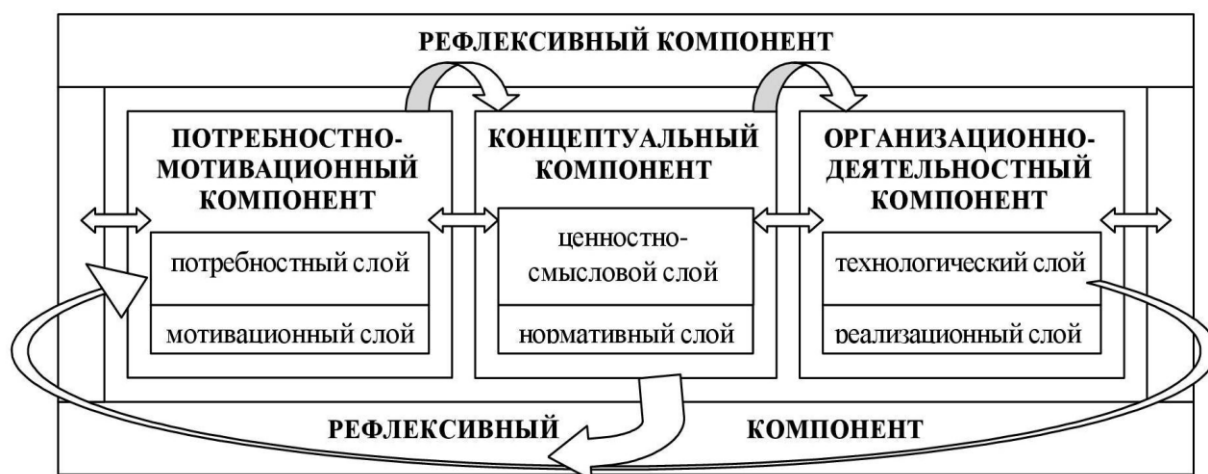 РЕФЛЕКСИВНЫЙ КОМПОНЕНТ
ПОТРЕБНОСТНО-
МОТИВАЦИОННЫЙ
КОМПОНЕНТ
потребностный слой
мотивационный слой
КОНЦЕПТУАЛЬНЫЙ
КОМПОНЕНТ
ценностно-
смысловой слой
нормативный слой
ОРГАНИЗАЦИОННО-
ДЕЯТЕЛЬНОСТНЫЙ
КОМПОНЕНТ
технологический слой
реализационный слой
РЕФЛЕКСИВНЫЙ КОМПОНЕНТ